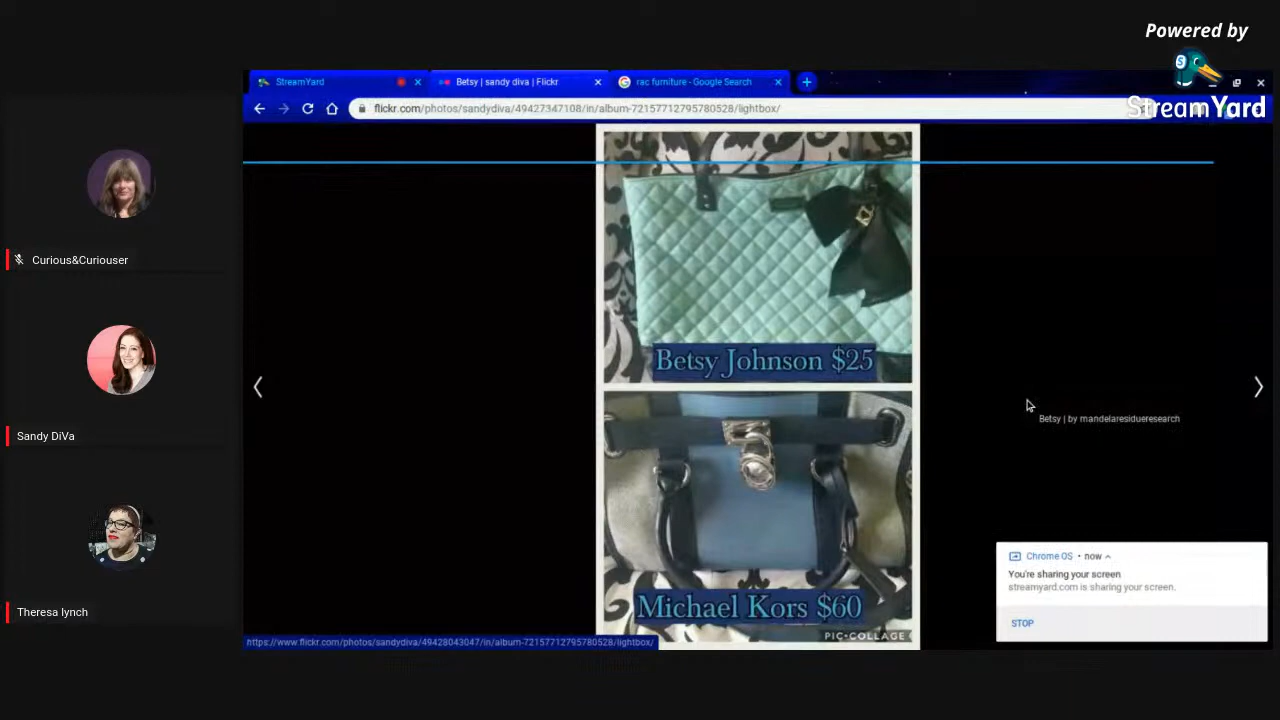 Powered by
StreamYard
StreamYard
Betsy | sandy diva | Flickr
rac furniture - Google Search
flickr.com/photos/sandydiva/49427347108/in/album-72157712795780528/lightbox/
Curious&Curiouser
Sandy DiVa
Theresa lynch
Betsy Johnson $25
Michael Kors $60
PIC•COLLAGE
Betsy | by mandelaresidueresearch
Chrome OS • now
You're sharing your screen
streamyard.com is sharing your screen.
STOP
https://www.flickr.com/photos/sandydiva/49428043047/in/album-72157712795780528/lightbox/